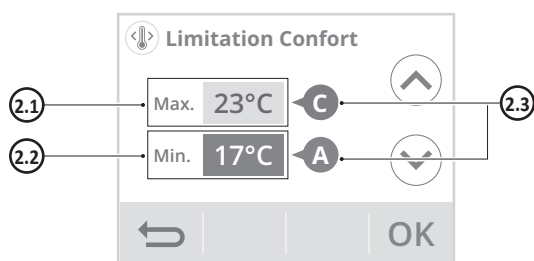 Limitation Confort
2.1 Max. 23°C C 2.3
2.2 Min. 17°C A
OK